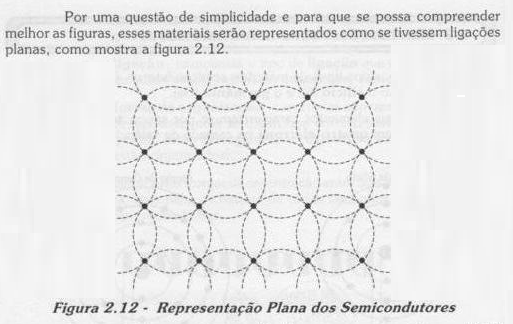 Por uma questão de simplicidade e para que se possa compreender
melhor as figuras, esses materiais serão representados como se tivessem ligações
planas, como mostra a figura 2.12.
Figura 2.12 - Representação Plana dos Semicondutores